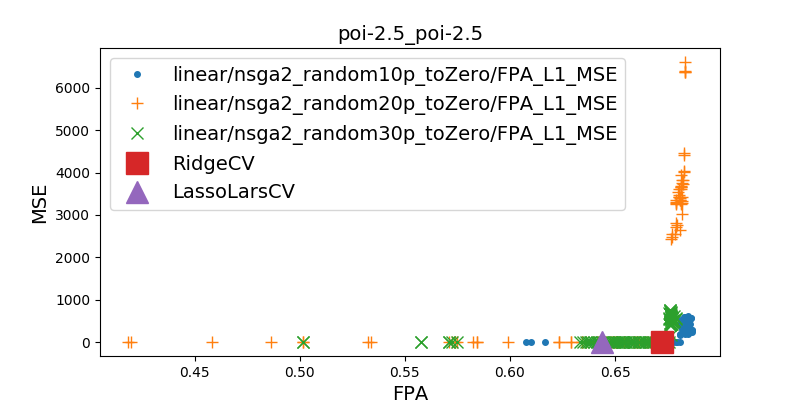 poi-2.5_poi-2.5
linear/nsga2_random10p_toZero/FPA_L1_MSE
linear/nsga2_random20p_toZero/FPA_L1_MSE
linear/nsga2_random30p_toZero/FPA_L1_MSE
RidgeCV
LassoLarsCV
MSE
6000
5000
4000
3000
2000
1000
0
0.45 0.50 0.55 0.60 0.65
FPA